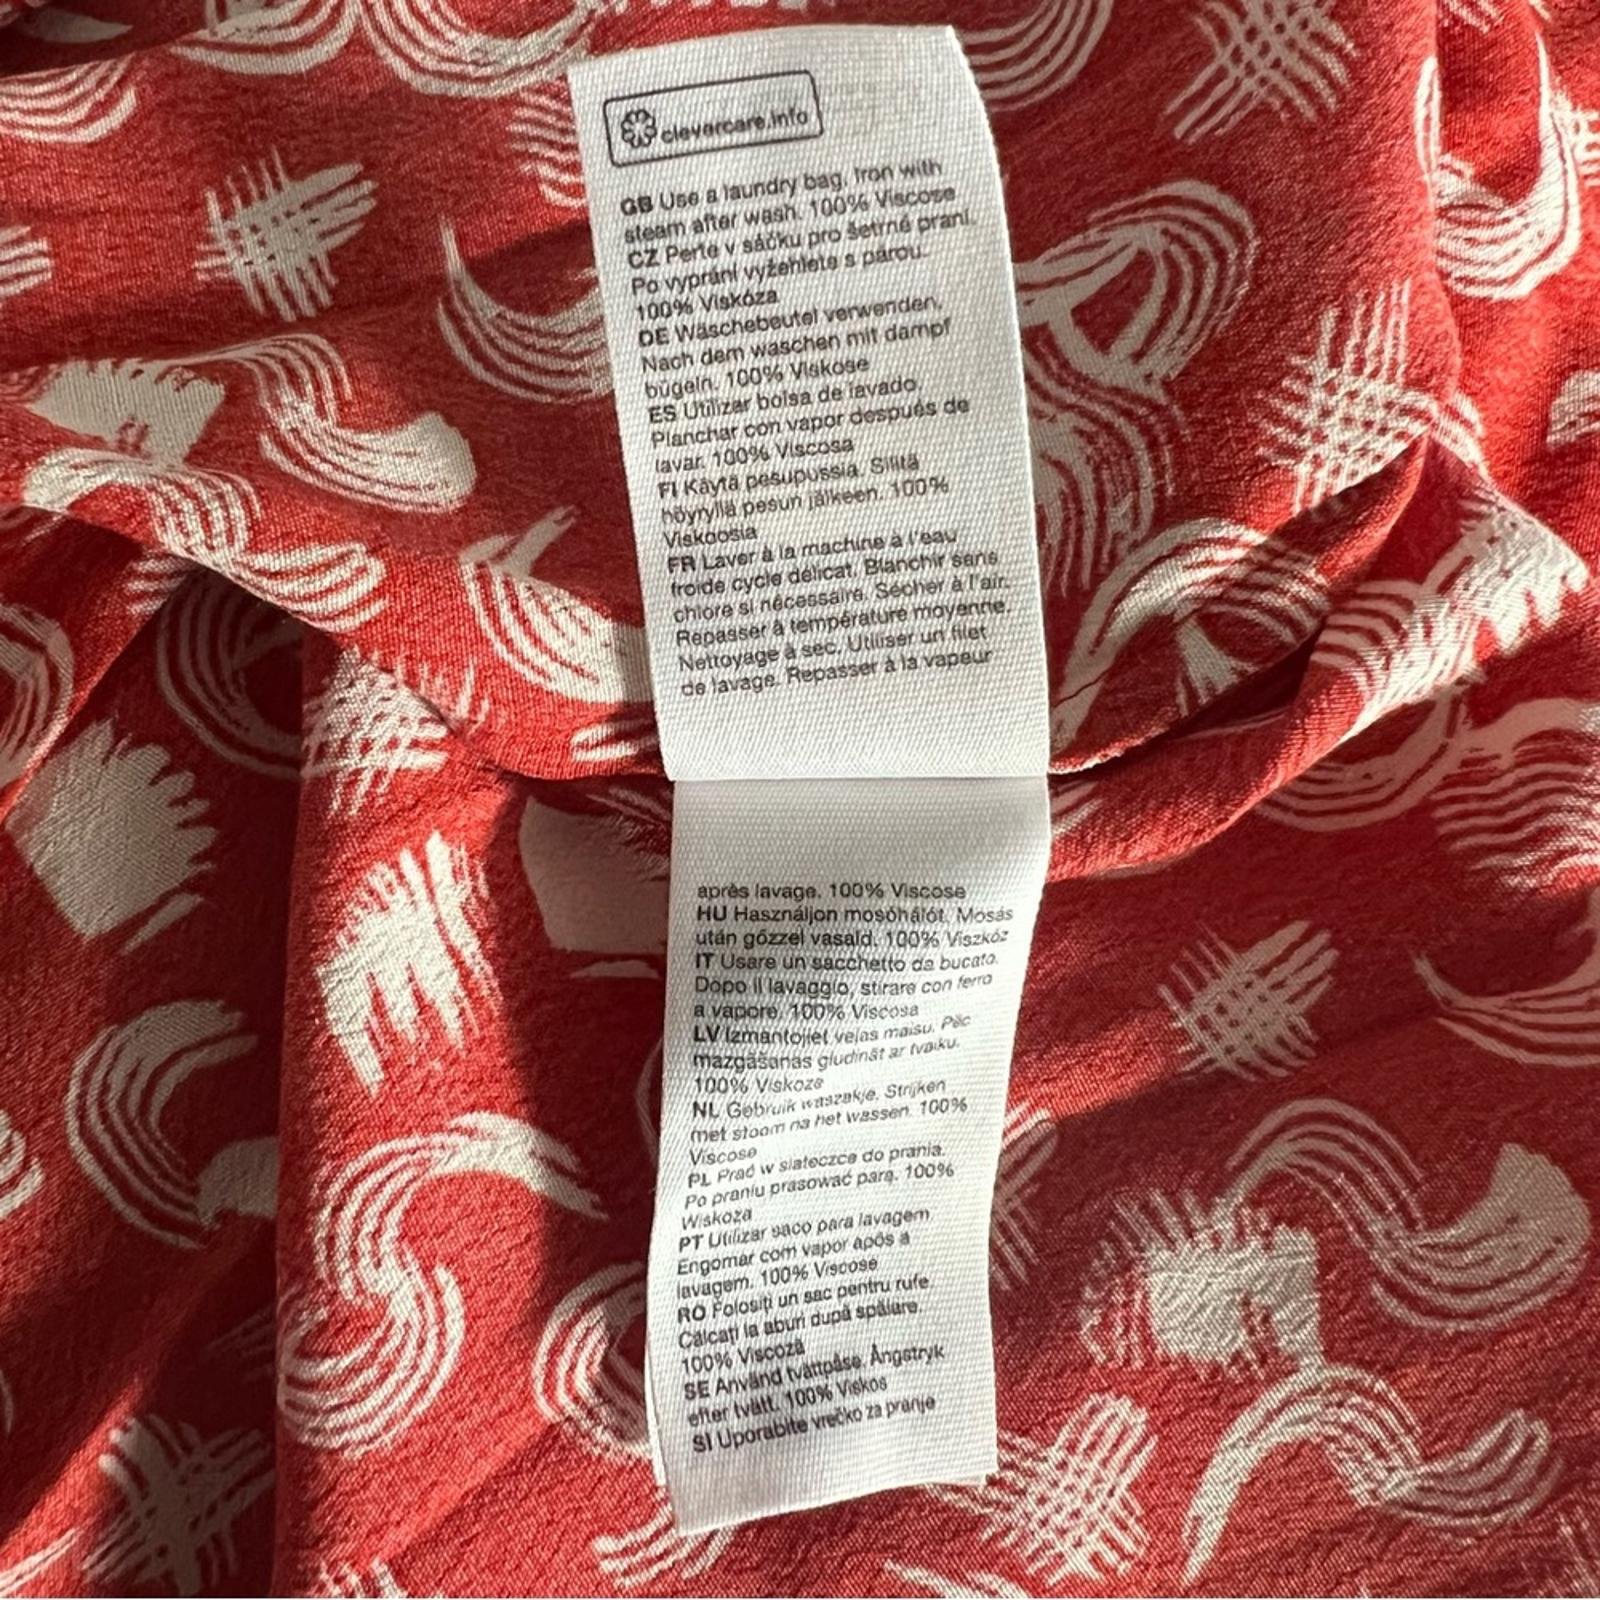 clevercare.info
GB Use a laundry bag. Iron with
steam after wash. 100% Viscose
CZ Perte v sáčku pro šetrné praní.
Po vyprání vyžehlete s párou.
100% Viskóza
DE Wäschebeutel verwenden.
Nach dem waschen mit dampf
bügeln. 100% Viskose
ES Utilizar bolsa de lavado.
Planchar con vapor después de
lavar. 100% Viscosa
FI Käytä pesupussia. Silitä
höyryllä pesun jälkeen. 100%
Viskoosia
FR Laver à la machine à l'eau
froide cycle délicat. Blanchir sans
chlore si nécessaire. Sécher à l'air.
Repasser à température moyenne.
Nettoyage à sec. Utiliser un filet
de lavage. Repasser à la vapeur
après lavage. 100% Viscose
HU Használjon mosóhálót. Mosás
után gőzzel vasald. 100% Viszkóz
IT Usare un sacchetto da bucato.
Dopo il lavaggio, stirare con ferro
a vapore. 100% Viscosa
LV Izmantojiet veļas maisu. Pēc
mazgāšanas gludināt ar tvaiku.
100% Viskoze
NL Gebruik waszakje. Strijken
met stoom na het wassen. 100%
Viscose
PL Prać w siateczce do prania.
Po praniu prasować parą. 100%
Wiskoza
PT Utilizar saco para lavagem.
Engomar com vapor após a
lavagem. 100% Viscose
RO Folosiți un sac pentru rufe.
Călcați la aburi după spălare.
100% Viscoză
SE Använd tvättpåse. Ångstryk
efter tvätt. 100% Viskos
SI Uporabite vrečko za pranje